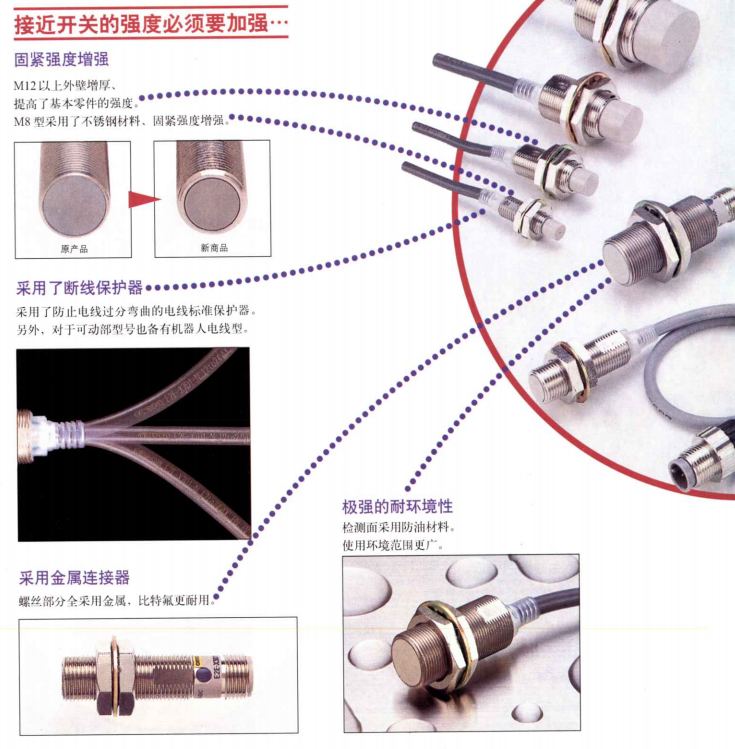 接近开关的强度必须要加强…
固紧强度增强
M12以上外壁增厚、
提高了基本零件的强度。
M8 型采用了不锈钢材料、固紧强度增强。
原产品
新商品
采用了断线保护器
采用了防止电线过分弯曲的电线标准保护器。
另外，对于可动部型号也备有机器人电线型。
极强的耐环境性
检测面采用防油材料。
使用环境范围更广。
采用金属连接器
螺丝部分全采用金属，比特氟更耐用。